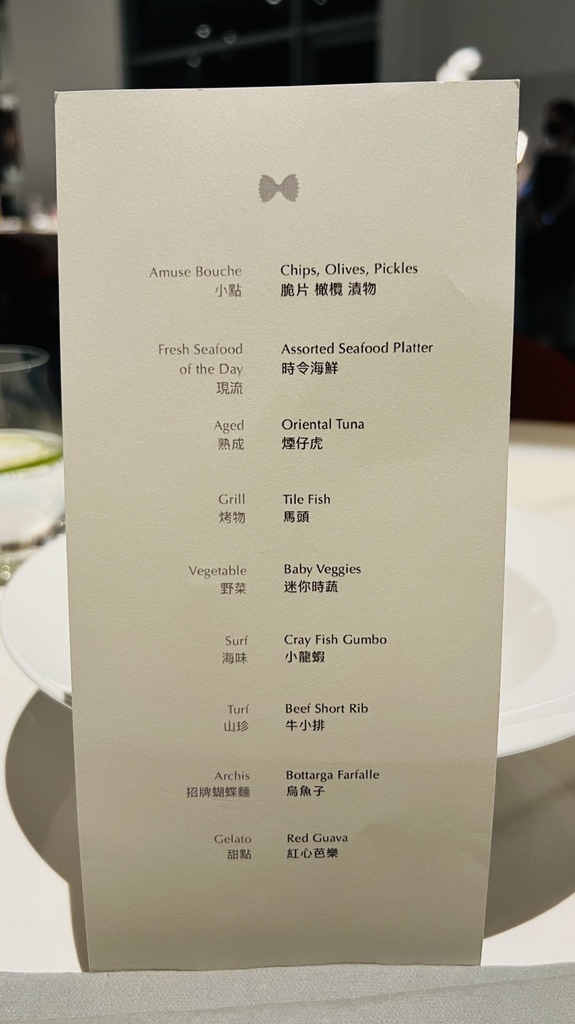 Amuse Bouche Chips, Olives, Pickles
小點 脆片 橄欖 漬物
Fresh Seafood Assorted Seafood Platter
of the Day 時令海鮮
現流
Aged Oriental Tuna
熟成 煙仔虎
Grill Tile Fish
烤物 馬頭
Vegetable Baby Veggies
野菜 迷你時蔬
Surf Cray Fish Gumbo
海味 小龍蝦
Turf Beef Short Rib
山珍 牛小排
Archis Bottarga Farfalle
招牌蝴蝶麵 烏魚子
Gelato Red Guava
甜點 紅心芭樂